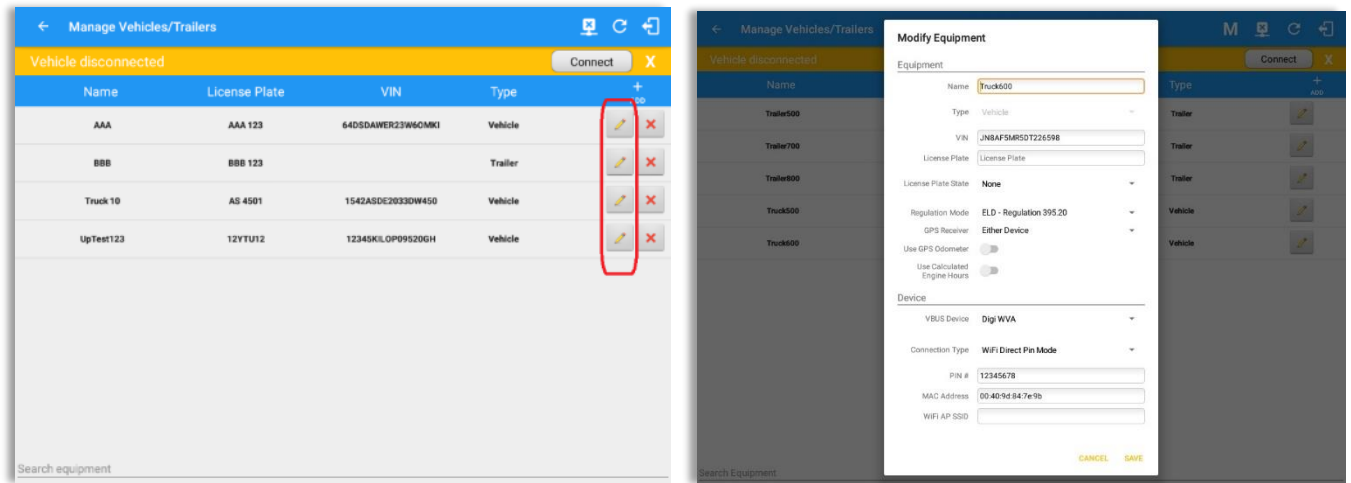 Manage Vehicles/Trailers
Vehicle disconnected Connect X
Name License Plate VIN Type ADD
AAA AAA 123 64DSDAWER23W6OMKI Vehicle
BBB BBB 123 Trailer
Truck 10 AS 4501 1542ASDE2033DW450 Vehicle
UpTest123 12YTU12 12345KILOP09520GH Vehicle
Search equipment
Manage Vehicles/Trailers M
Vehicle disconnected Connect X
Name Type ADD
Trailer500 Trailer
Trailer700 Trailer
Trailer800 Trailer
Truck500 Vehicle
Truck600 Vehicle
Search Equipment
Modify Equipment
Equipment
Name Truck600
Type Vehicle
VIN JN8AF5MR5DT226598
License Plate License Plate
License Plate State None
Regulation Mode ELD - Regulation 395.20
GPS Receiver Either Device
Use GPS Odometer
Use Calculated
Engine Hours
Device
VBUS Device Digi WVA
Connection Type WiFi Direct Pin Mode
PIN # 12345678
MAC Address 00:40:9d:84:7e:9b
WiFi AP SSID
CANCEL SAVE